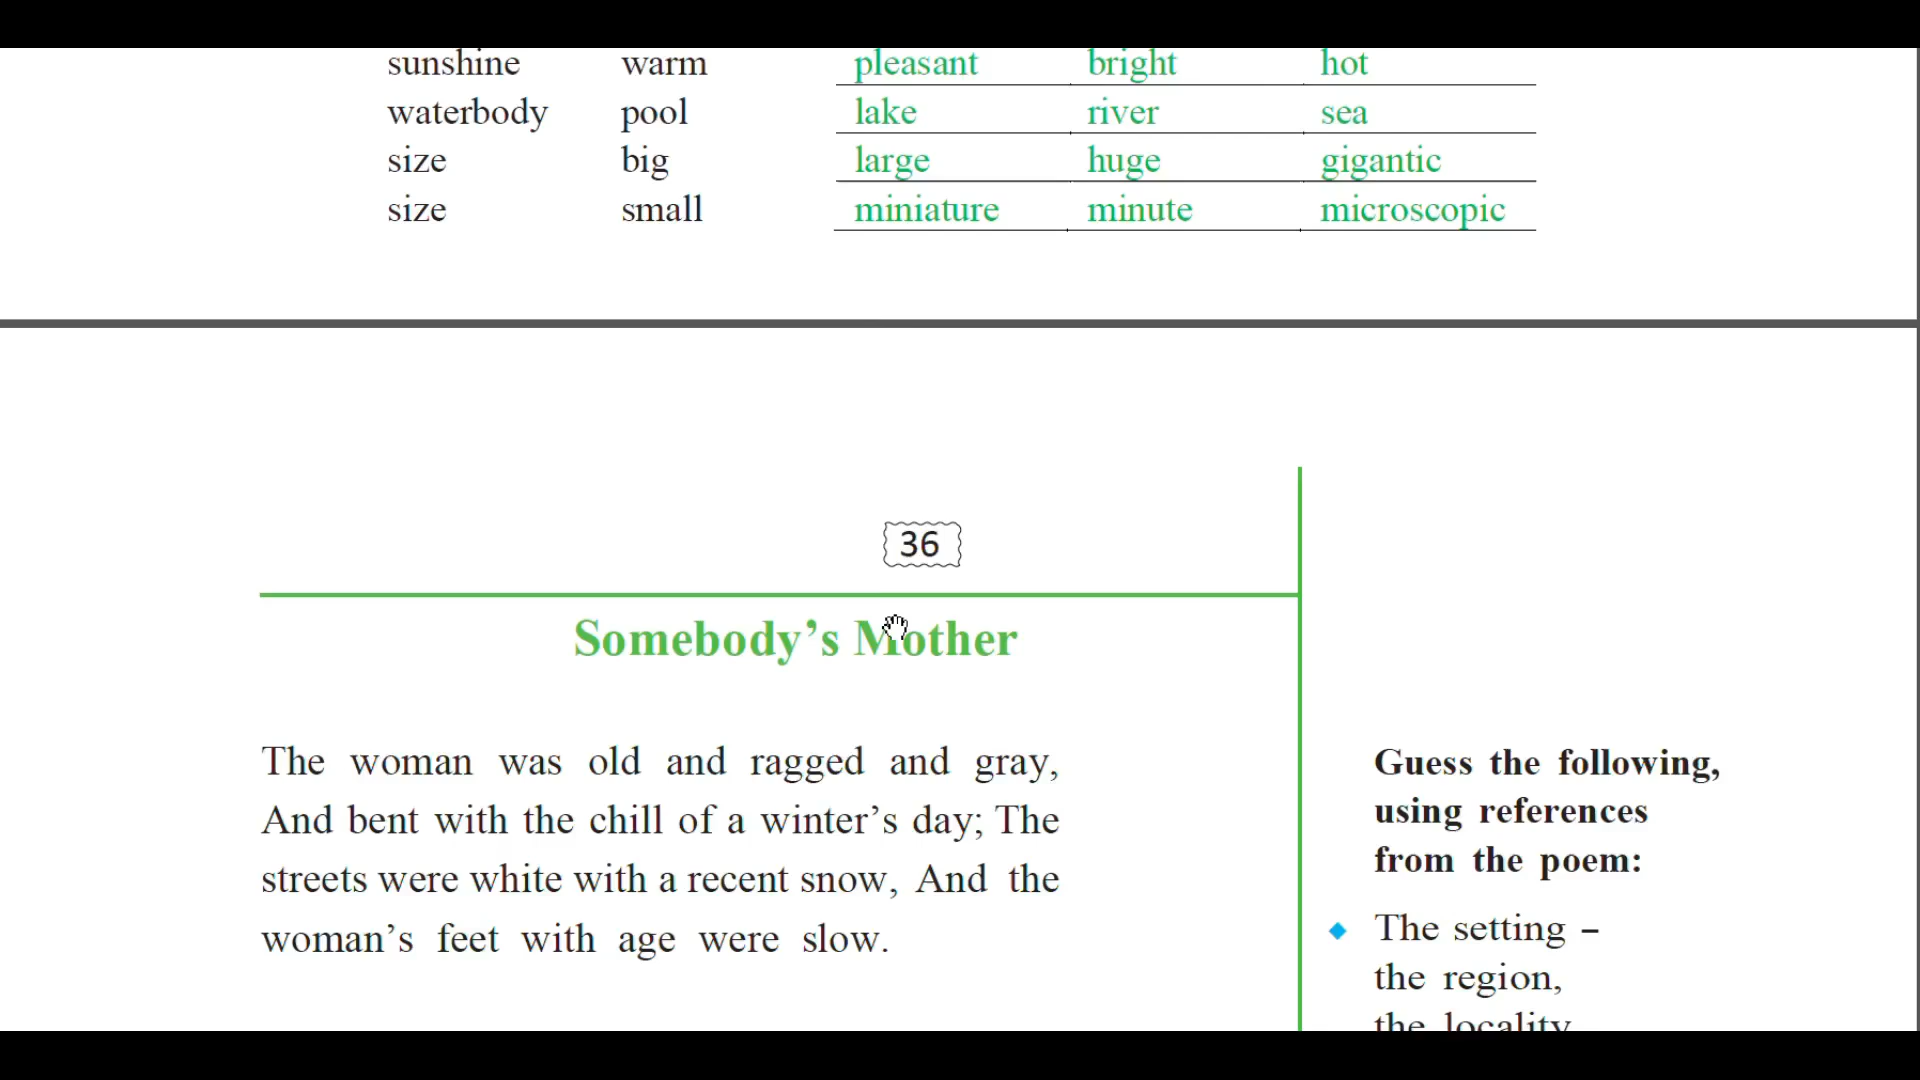 sunshine warm pleasant bright hot
waterbody pool lake river sea
size big large huge gigantic
size small miniature minute microscopic
36
Somebody’s Mother
The woman was old and ragged and gray,
And bent with the chill of a winter’s day; The
streets were white with a recent snow, And the
woman’s feet with age were slow.
Guess the following,
using references
from the poem:
The setting –
the region,
the locality